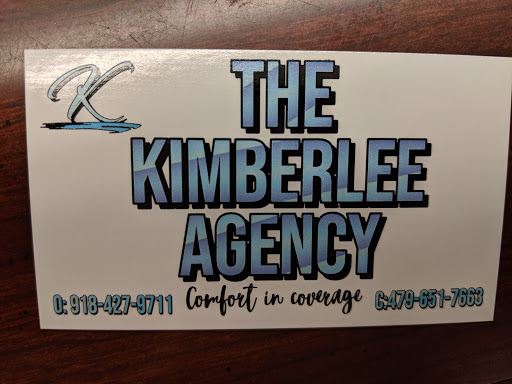 K
THE
KIMBERLEE
AGENCY
O: 918-427-9711 Comfort in coverage C:479-651-7663